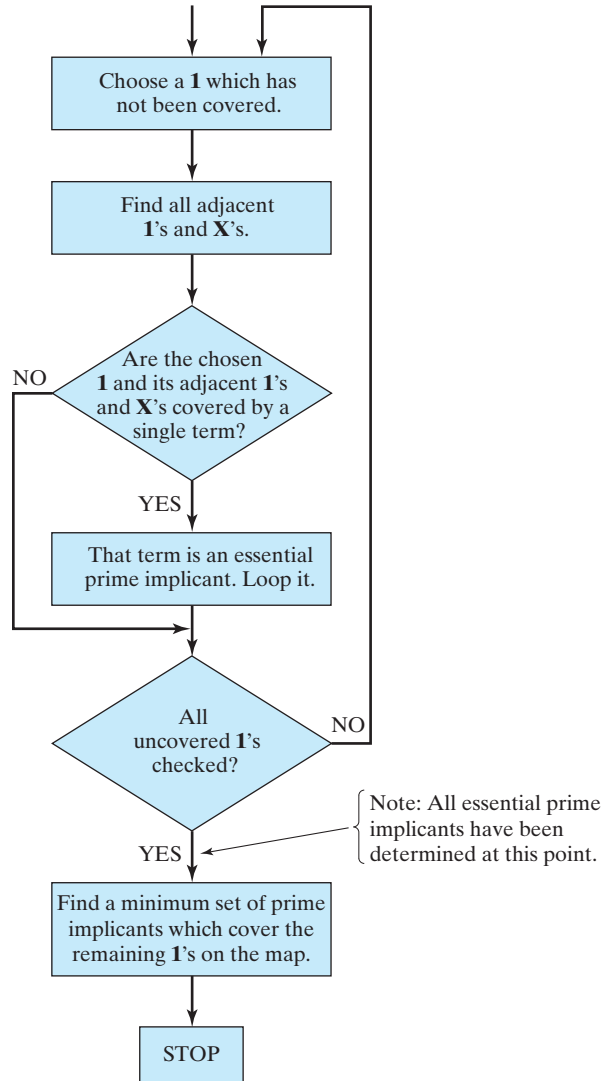 Choose a 1 which has
not been covered.
Find all adjacent
1's and X's.
Are the chosen
1 and its adjacent 1's
and X's covered by a
single term?
NO
YES
That term is an essential
prime implicant. Loop it.
All
uncovered 1's
checked?
NO
YES
Note: All essential prime
implicants have been
determined at this point.
Find a minimum set of prime
implicants which cover the
remaining 1's on the map.
STOP